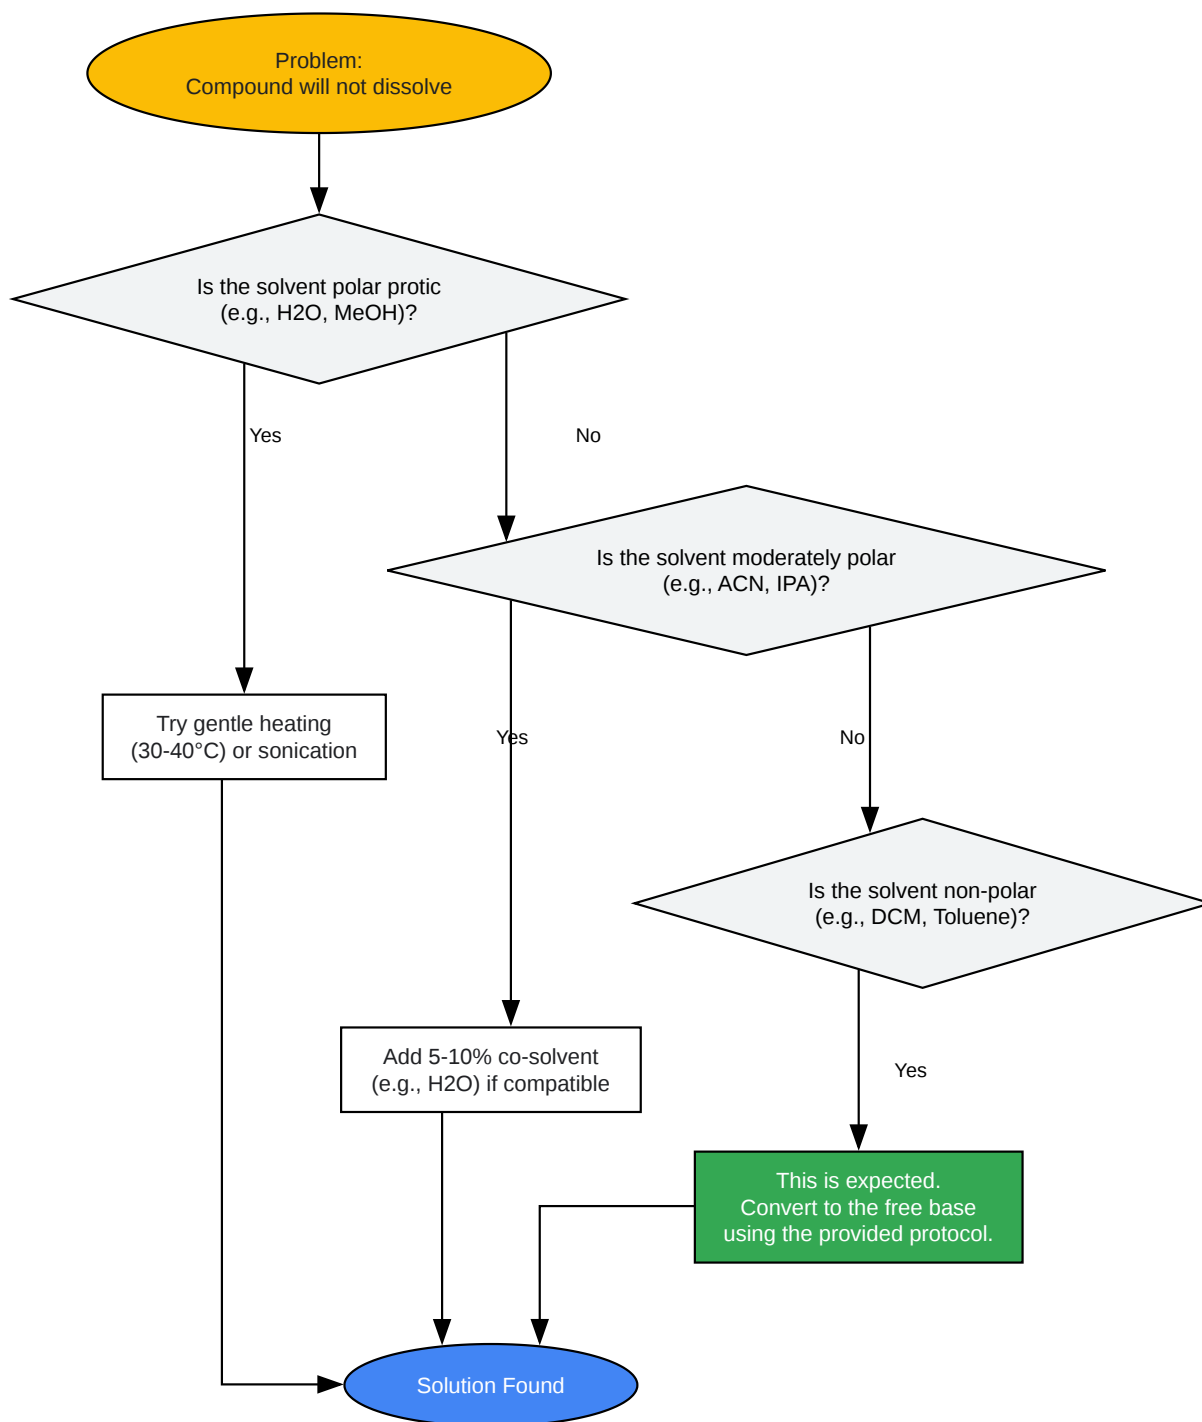 Problem:
Compound will not dissolve
Is the solvent polar protic
(e.g., H2O, MeOH)?
Yes
No
Is the solvent moderately polar
(e.g., ACN, IPA)?
Try gentle heating
(30-40°C) or sonication
Yes
No
Is the solvent non-polar
(e.g., DCM, Toluene)?
Add 5-10% co-solvent
(e.g., H2O) if compatible
Yes
This is expected.
Convert to the free base
using the provided protocol.
Solution Found